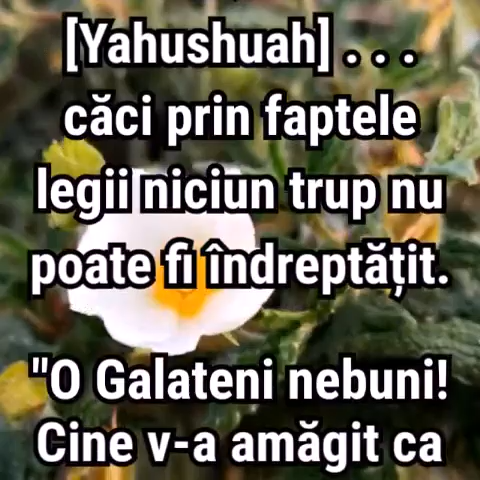 [Yahushuah] . . .
căci prin faptele
legii niciun trup nu
poate fi îndreptățit.
"O Galateni nebuni!
Cine v-a amăgit ca